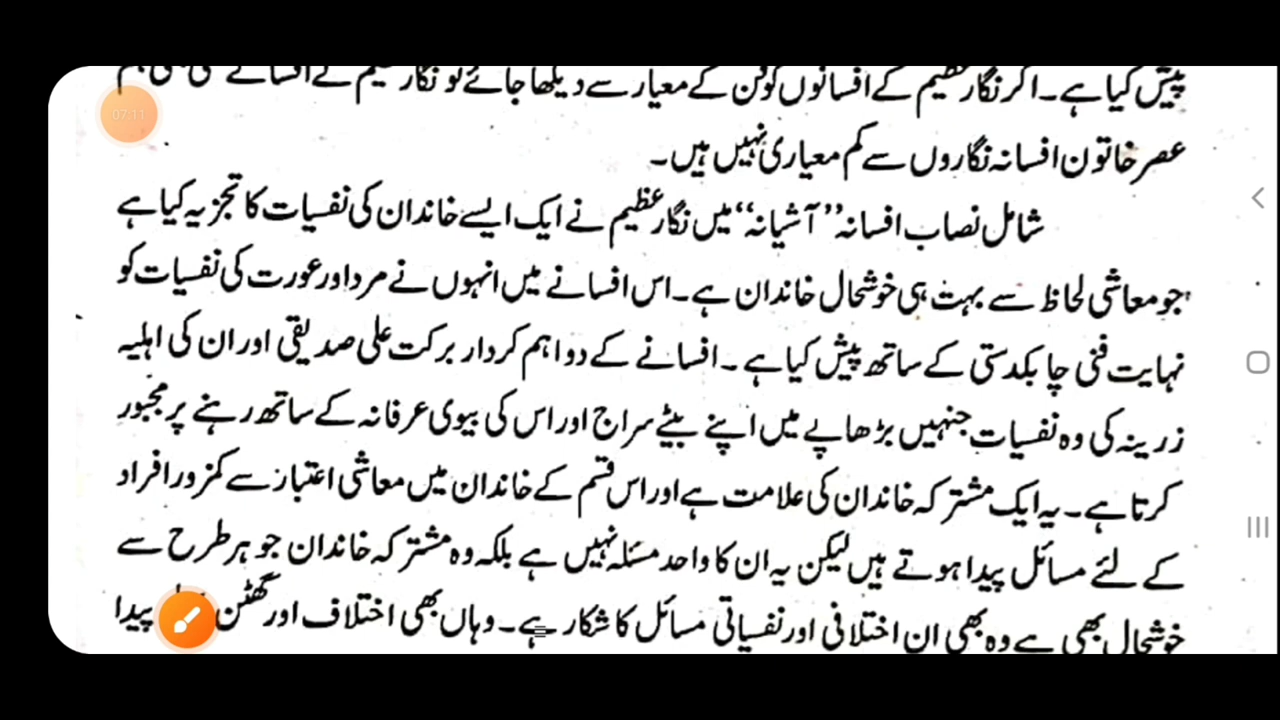 07:11
پیش کیا ہے۔ اگر نگار عظیم کے افسانوں کو فن کے معیار سے دیکھا جائے تو نگار عظیم کے افسانے
عصر خاتون افسانہ نگاروں سے کم معیاری نہیں ہیں۔
شامل نصاب افسانہ ’’آشیانہ‘‘ میں نگار عظیم نے ایک ایسے خاندان کی نفسیات کا تجزیہ کیا ہے
جو معاشی لحاظ سے بہت ہی خوشحال خاندان ہے۔ اس افسانے میں انہوں نے مرد اور عورت کی نفسیات کو
نہایت فنی چابکدستی کے ساتھ پیش کیا ہے۔ افسانے کے دو اہم کردار برکت علی صدیقی اور ان کی اہلیہ
زرینہ کی وہ نفسیات جنہیں بڑھاپے میں اپنے بیٹے سراج اور اس کی بیوی عرفانہ کے ساتھ رہنے پر مجبور
کرتا ہے۔ یہ ایک مشترکہ خاندان کی علامت ہے اور اس قسم کے خاندان میں معاشی اعتبار سے کمزور افراد
کے لئے مسائل پیدا ہوتے ہیں لیکن یہ ان کا واحد مسئلہ نہیں ہے بلکہ وہ مشترکہ خاندان جو ہر طرح سے
خوشحال بھی ہے وہ بھی ان اختلافی اور نفسیاتی مسائل کا شکار ہے۔ وہاں بھی اختلاف اور گھٹن پیدا